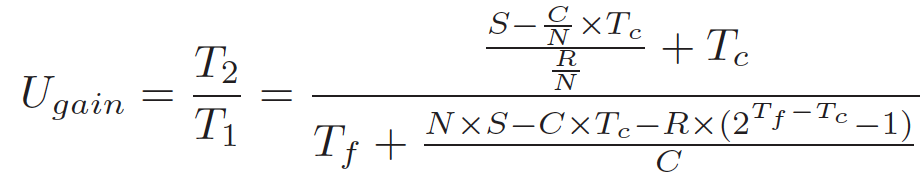 $U_{gain} = \frac{T_2}{T_1} = \frac{\frac{S - \frac{C}{N} \times T_c}{\frac{R}{N}} + T_c}{T_f + \frac{N \times S - C \times T_c - R \times (2^{T_f - T_c} - 1)}{C}}$